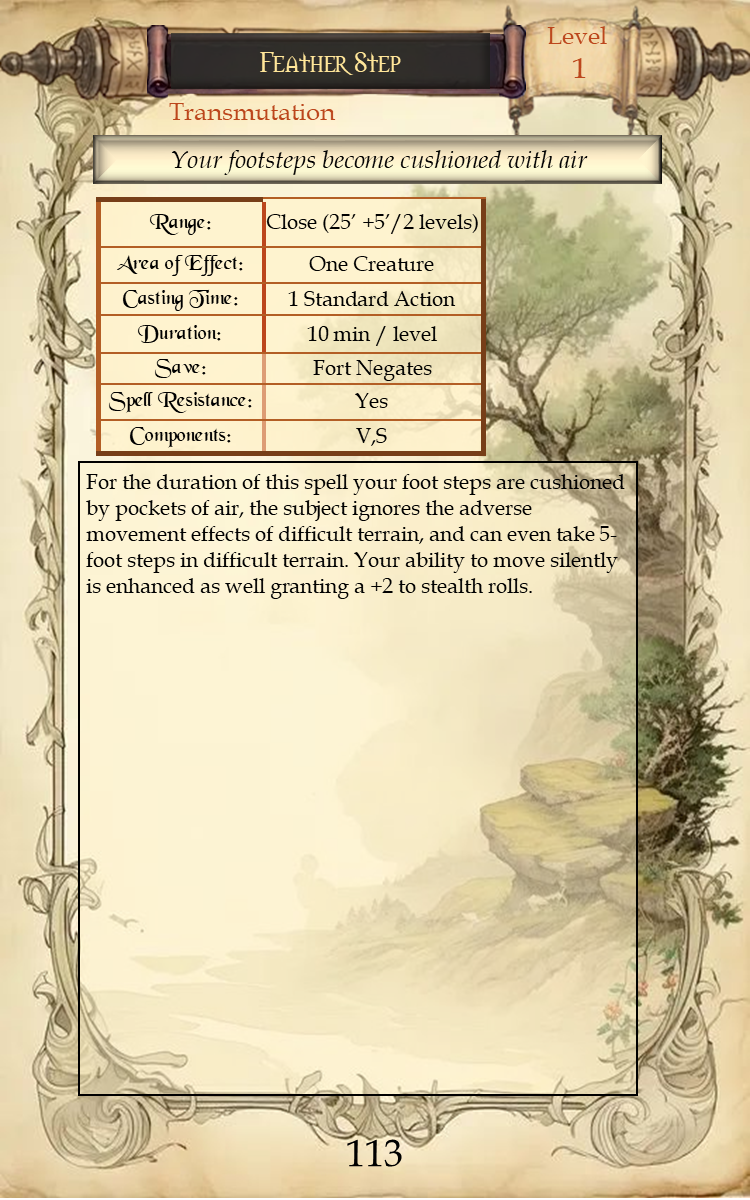 Feather Step
Level
1
Transmutation
Your footsteps become cushioned with air
Range: Close (25' +5'/2 levels)
Area of Effect: One Creature
Casting Time: 1 Standard Action
Duration: 10 min / level
Save: Fort Negates
Spell Resistance: Yes
Components: V,S
For the duration of this spell your foot steps are cushioned
by pockets of air, the subject ignores the adverse
movement effects of difficult terrain, and can even take 5-
foot steps in difficult terrain. Your ability to move silently
is enhanced as well granting a +2 to stealth rolls.
113